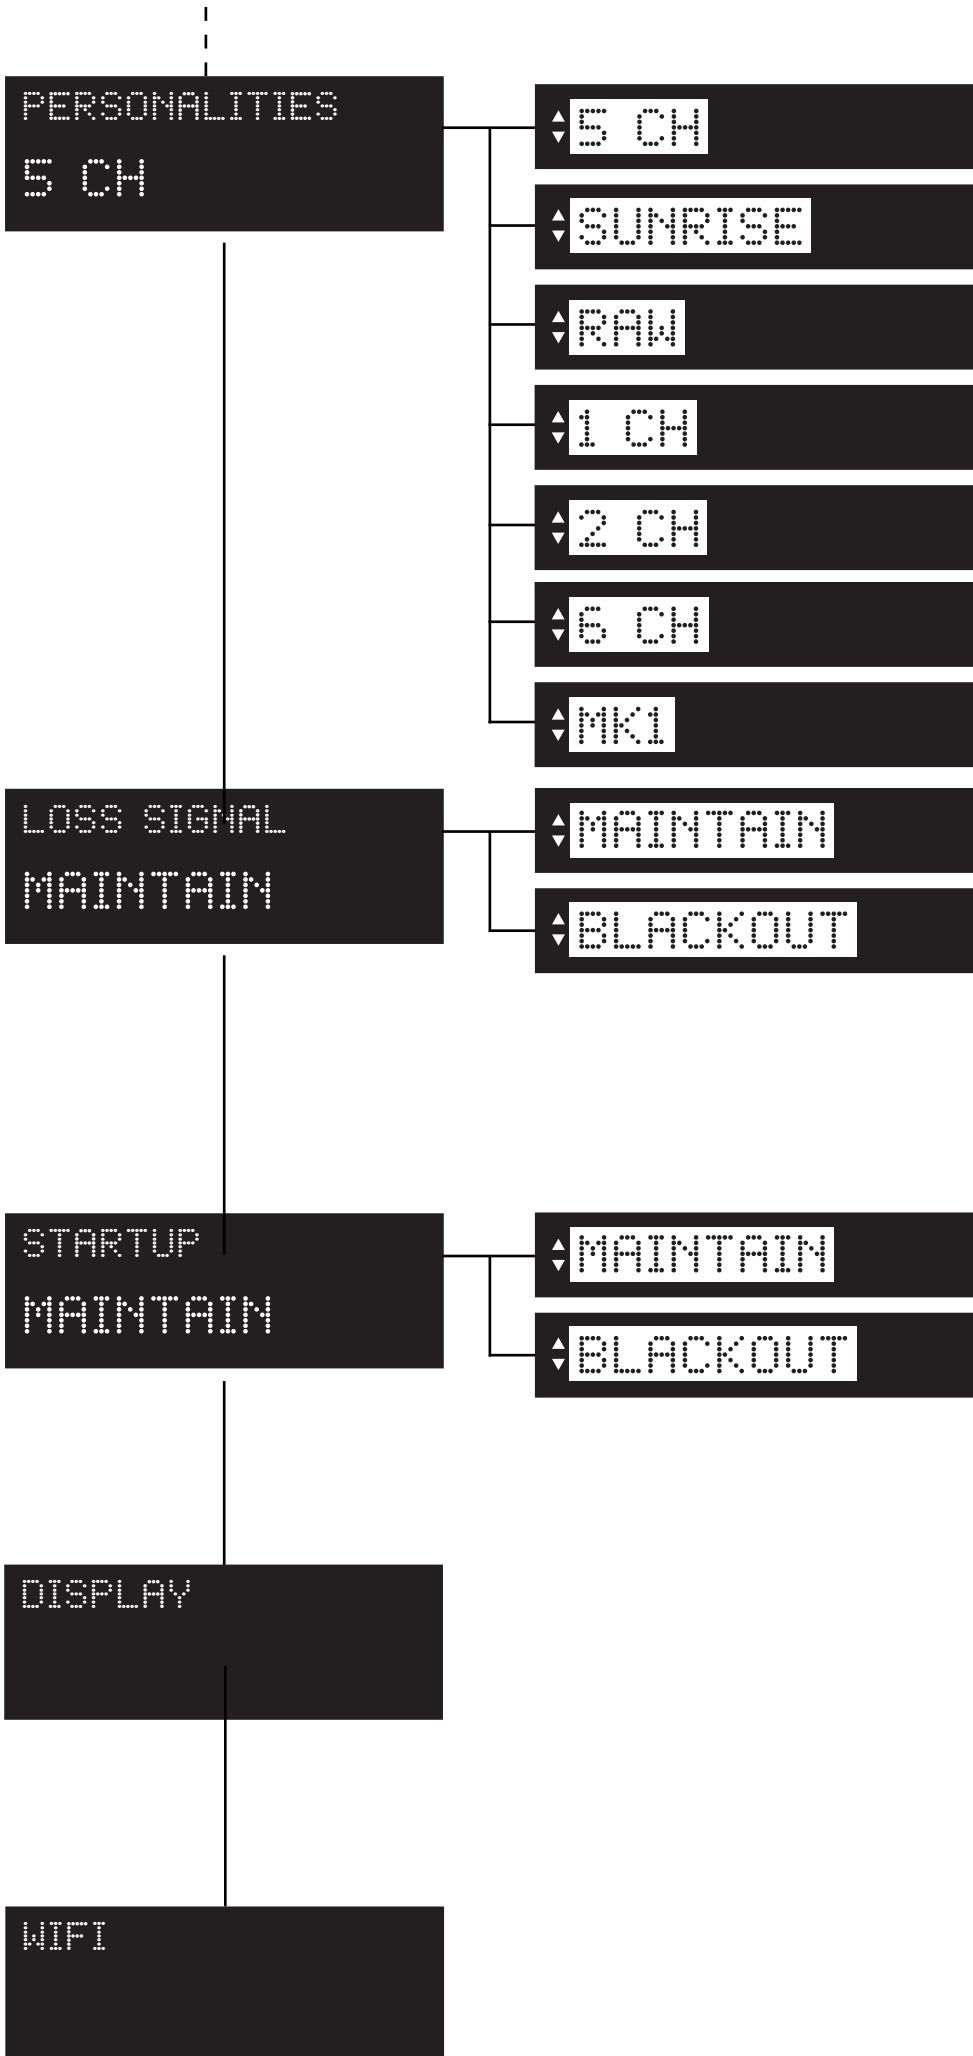 PERSONALITIES
5 CH
5 CH
SUNRISE
RAW
1 CH
2 CH
6 CH
MK1
LOSS SIGNAL
MAINTAIN
MAINTAIN
BLACKOUT
STARTUP
MAINTAIN
MAINTAIN
BLACKOUT
DISPLAY
WIFI